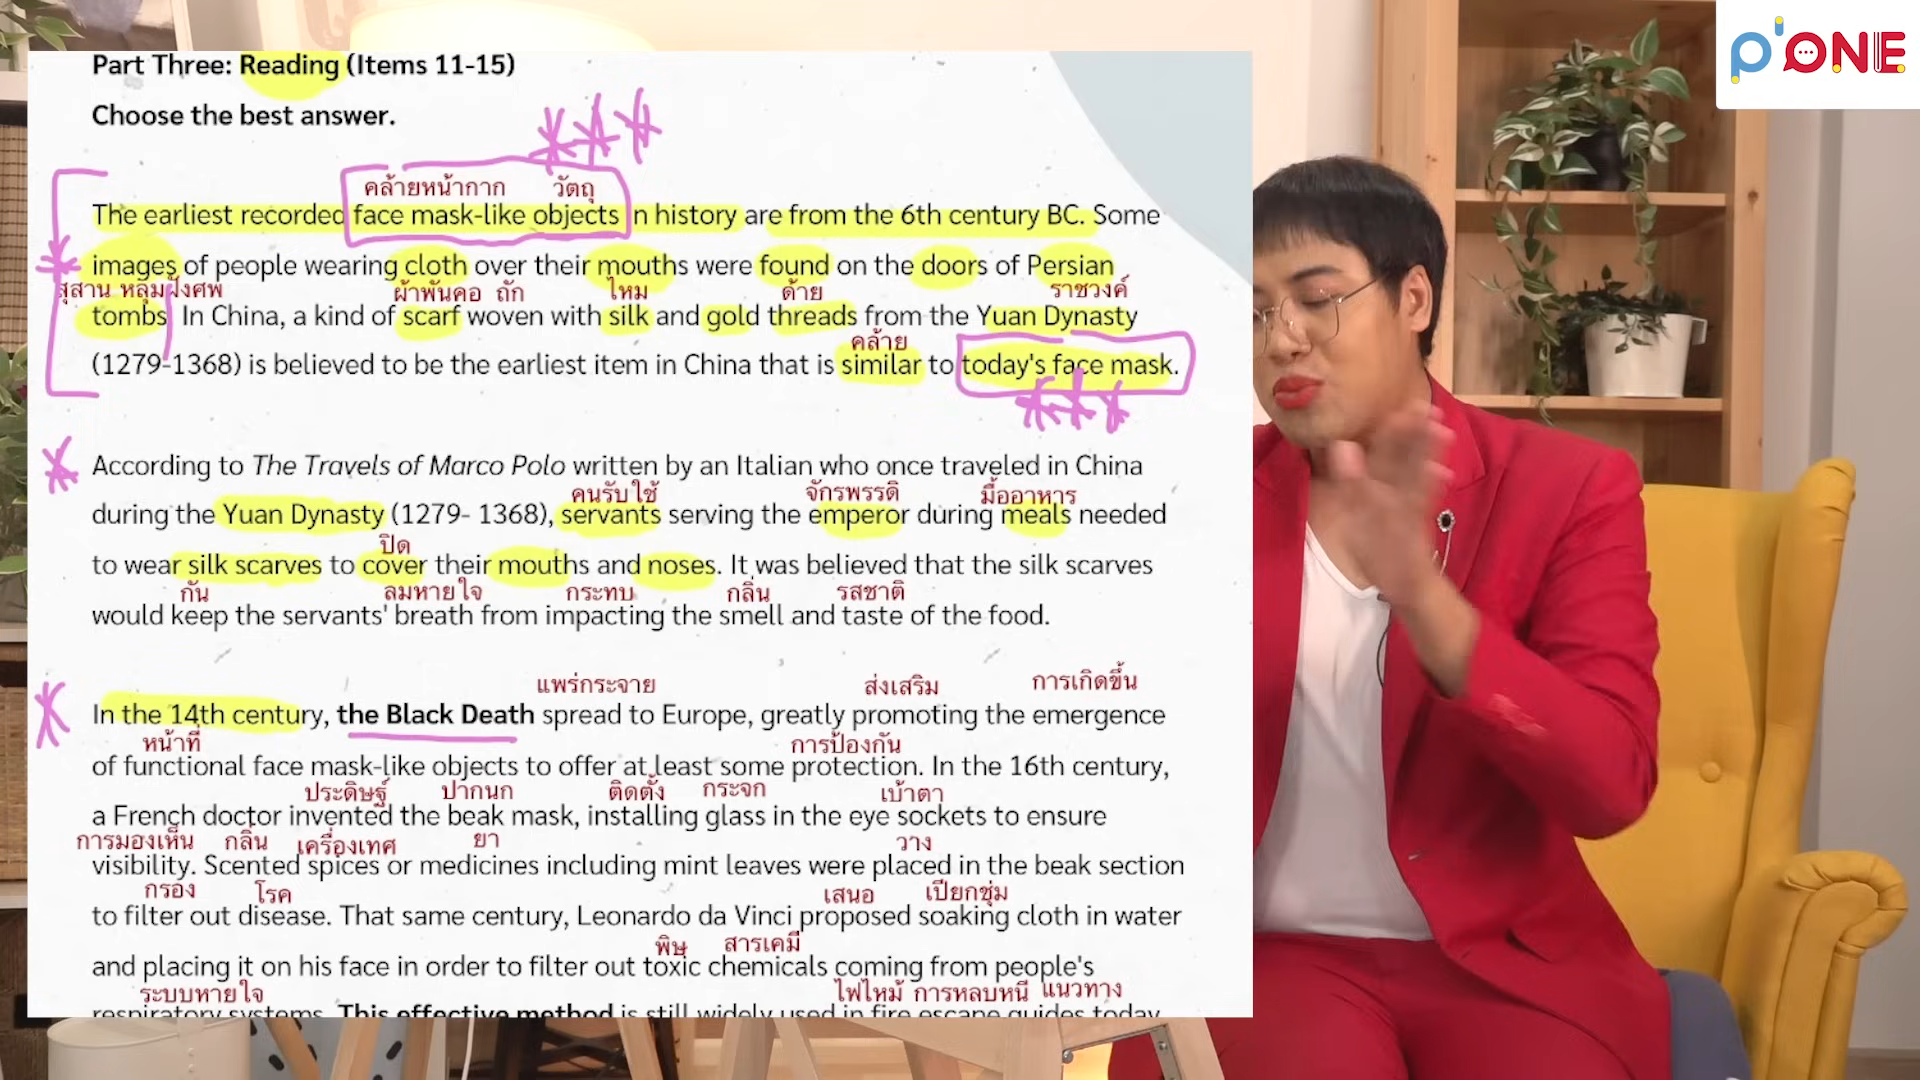 P'ONE
Part Three: Reading (Items 11-15)
Choose the best answer.
คล้ายหน้ากาก วัตถุ
The earliest recorded face mask-like objects in history are from the 6th century BC. Some
images of people wearing cloth over their mouths were found on the doors of Persian
สุสาน หลุมฝังศพ ผ้าพันคอ ถัก ไหม ด้าย ราชวงค์
tombs. In China, a kind of scarf woven with silk and gold threads from the Yuan Dynasty
คล้าย
(1279-1368) is believed to be the earliest item in China that is similar to today's face mask.
According to The Travels of Marco Polo written by an Italian who once traveled in China
คนรับใช้ จักรพรรดิ มื้ออาหาร
during the Yuan Dynasty (1279- 1368), servants serving the emperor during meals needed
ปิด
to wear silk scarves to cover their mouths and noses. It was believed that the silk scarves
กัน ลมหายใจ กระทบ กลิ่น รสชาติ
would keep the servants' breath from impacting the smell and taste of the food.
แพร่กระจาย ส่งเสริม การเกิดขึ้น
In the 14th century, the Black Death spread to Europe, greatly promoting the emergence
หน้าที่ การป้องกัน
of functional face mask-like objects to offer at least some protection. In the 16th century,
ประดิษฐ์ ปากนก ติดตั้ง กระจก เบ้าตา
a French doctor invented the beak mask, installing glass in the eye sockets to ensure
การมองเห็น กลิ่น เครื่องเทศ ยา วาง
visibility. Scented spices or medicines including mint leaves were placed in the beak section
กรอง โรค เสนอ เปียกชุ่ม
to filter out disease. That same century, Leonardo da Vinci proposed soaking cloth in water
พิษ สารเคมี
and placing it on his face in order to filter out toxic chemicals coming from people's
ระบบหายใจ ไฟไหม้ การหลบหนี แนวทาง
respiratory systems. This effective method is still widely used in fire escape guides today.